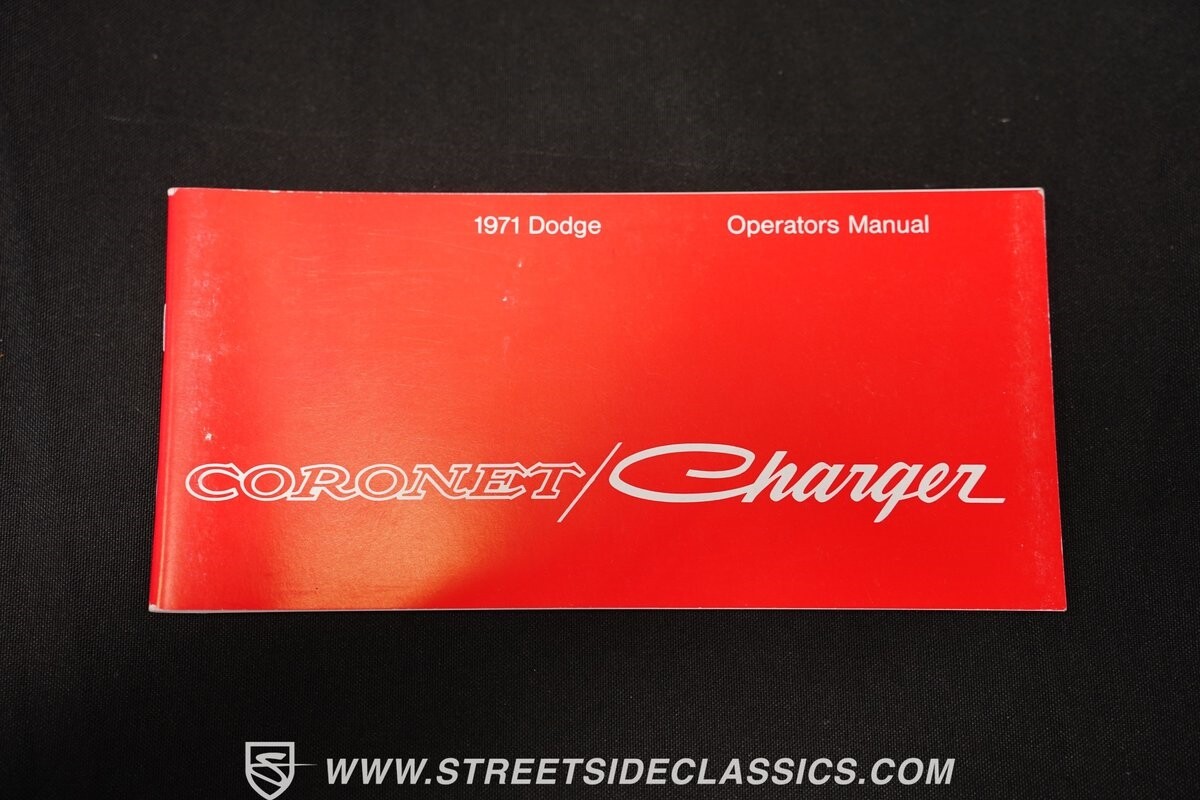 1971 Dodge Operators Manual
CORONET/Charger
WWW.STREETSIDECLASSICS.COM